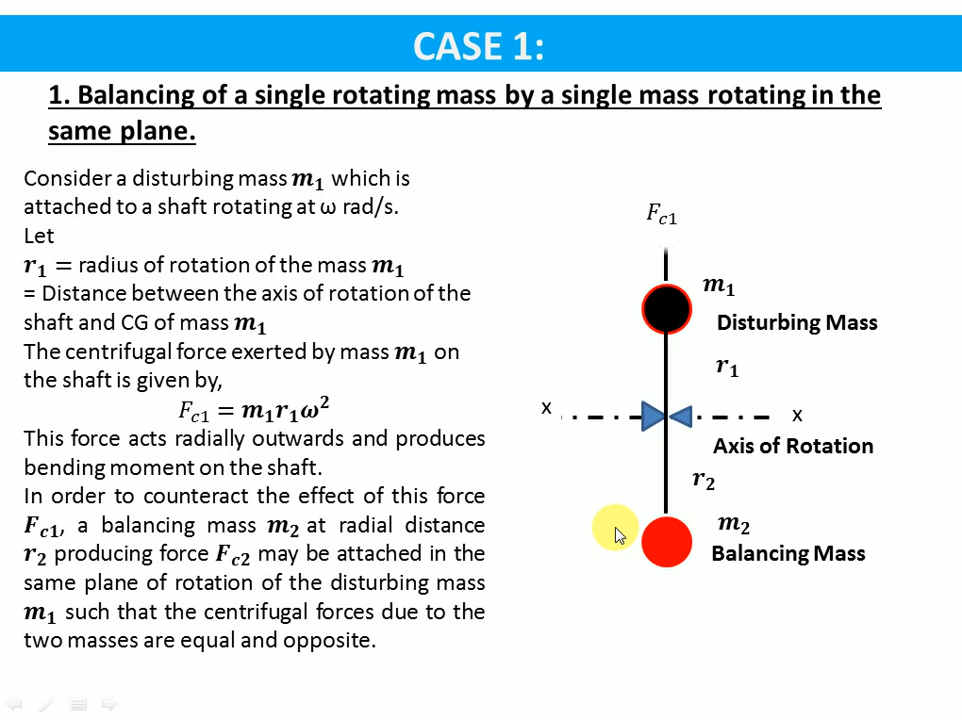 CASE 1:
1. Balancing of a single rotating mass by a single mass rotating in the
same plane.
Consider a disturbing mass m₁ which is
attached to a shaft rotating at ω rad/s.
Let
r₁ = radius of rotation of the mass m₁
= Distance between the axis of rotation of the
shaft and CG of mass m₁
The centrifugal force exerted by mass m₁ on
the shaft is given by,
F_c1 = m₁r₁ω²
This force acts radially outwards and produces
bending moment on the shaft.
In order to counteract the effect of this force
F_c1, a balancing mass m₂ at radial distance
r₂ producing force F_c2 may be attached in the
same plane of rotation of the disturbing mass
m₁ such that the centrifugal forces due to the
two masses are equal and opposite.
F_c1
m₁
Disturbing Mass
r₁
x
x
Axis of Rotation
r₂
m₂
Balancing Mass